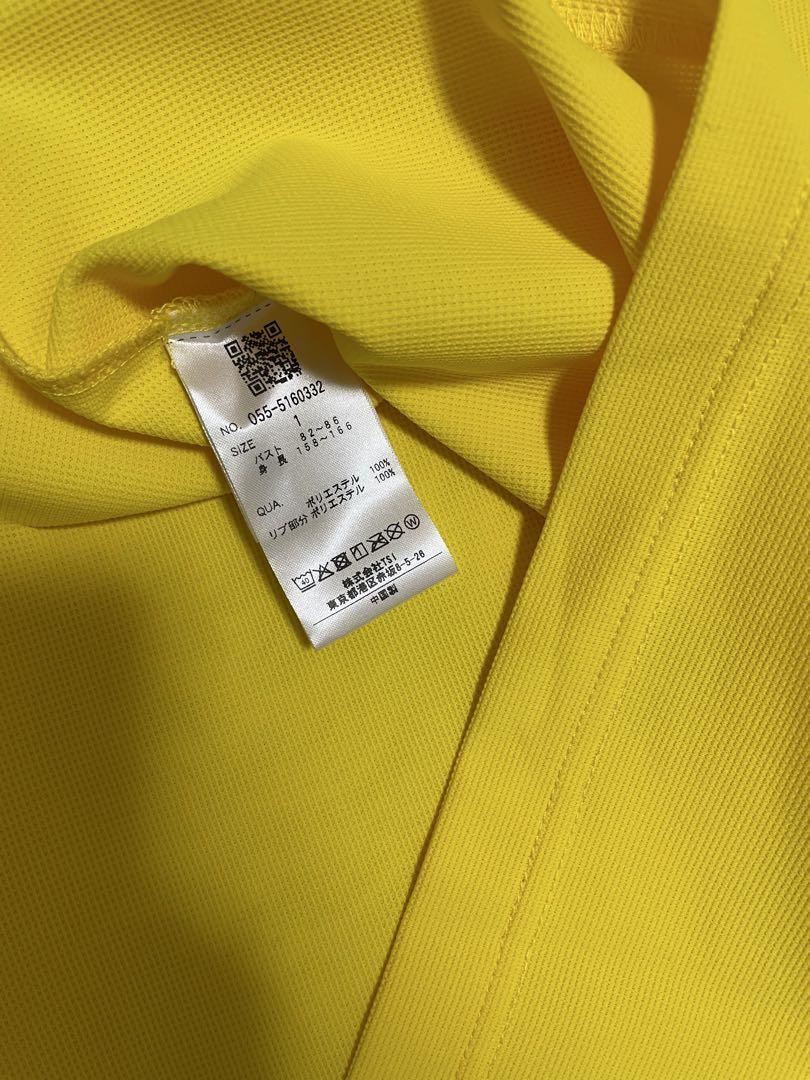 NO. 055-5160332
SIZE 1
バスト 82~86
身長 158~166
QUA. ポリエステル 100%
リブ部分 ポリエステル 100%
40 W
株式会社TSI
東京都港区赤坂8-5-26
中国製